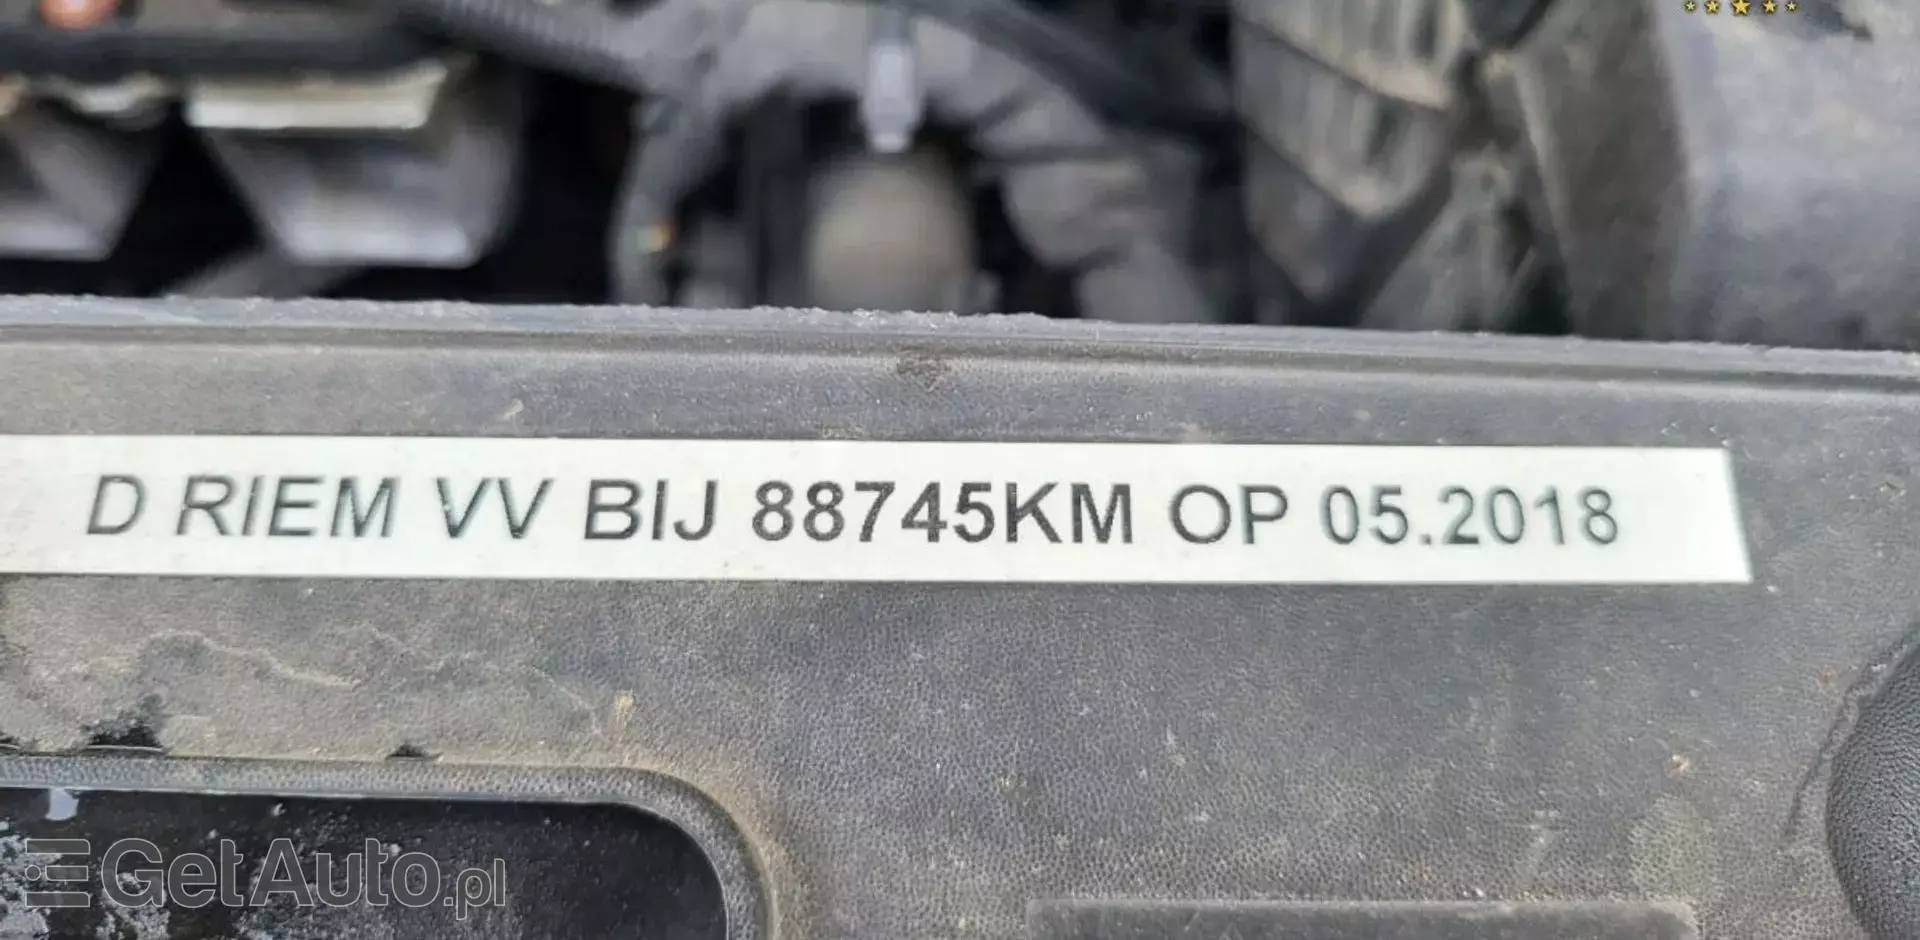 D RIEM VV BIJ 88745KM OP 05.2018
GetAuto.pl